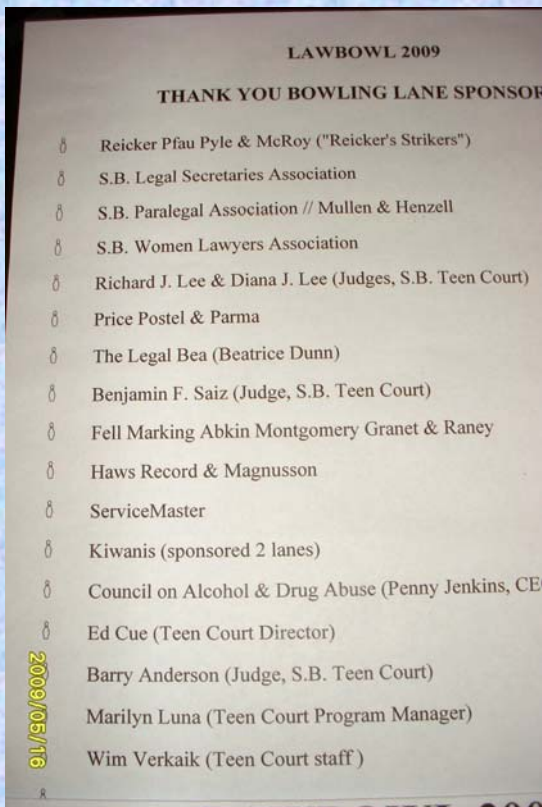 LAWBOWL 2009
THANK YOU BOWLING LANE SPONSOR
Reicker Pfau Pyle & McRoy ("Reicker's Strikers")
S.B. Legal Secretaries Association
S.B. Paralegal Association // Mullen & Henzell
S.B. Women Lawyers Association
Richard J. Lee & Diana J. Lee (Judges, S.B. Teen Court)
Price Postel & Parma
The Legal Bea (Beatrice Dunn)
Benjamin F. Saiz (Judge, S.B. Teen Court)
Fell Marking Abkin Montgomery Granet & Raney
Haws Record & Magnusson
ServiceMaster
Kiwanis (sponsored 2 lanes)
Council on Alcohol & Drug Abuse (Penny Jenkins, CE
Ed Cue (Teen Court Director)
Barry Anderson (Judge, S.B. Teen Court)
Marilyn Luna (Teen Court Program Manager)
Wim Verkaik (Teen Court staff )
2009/05/16